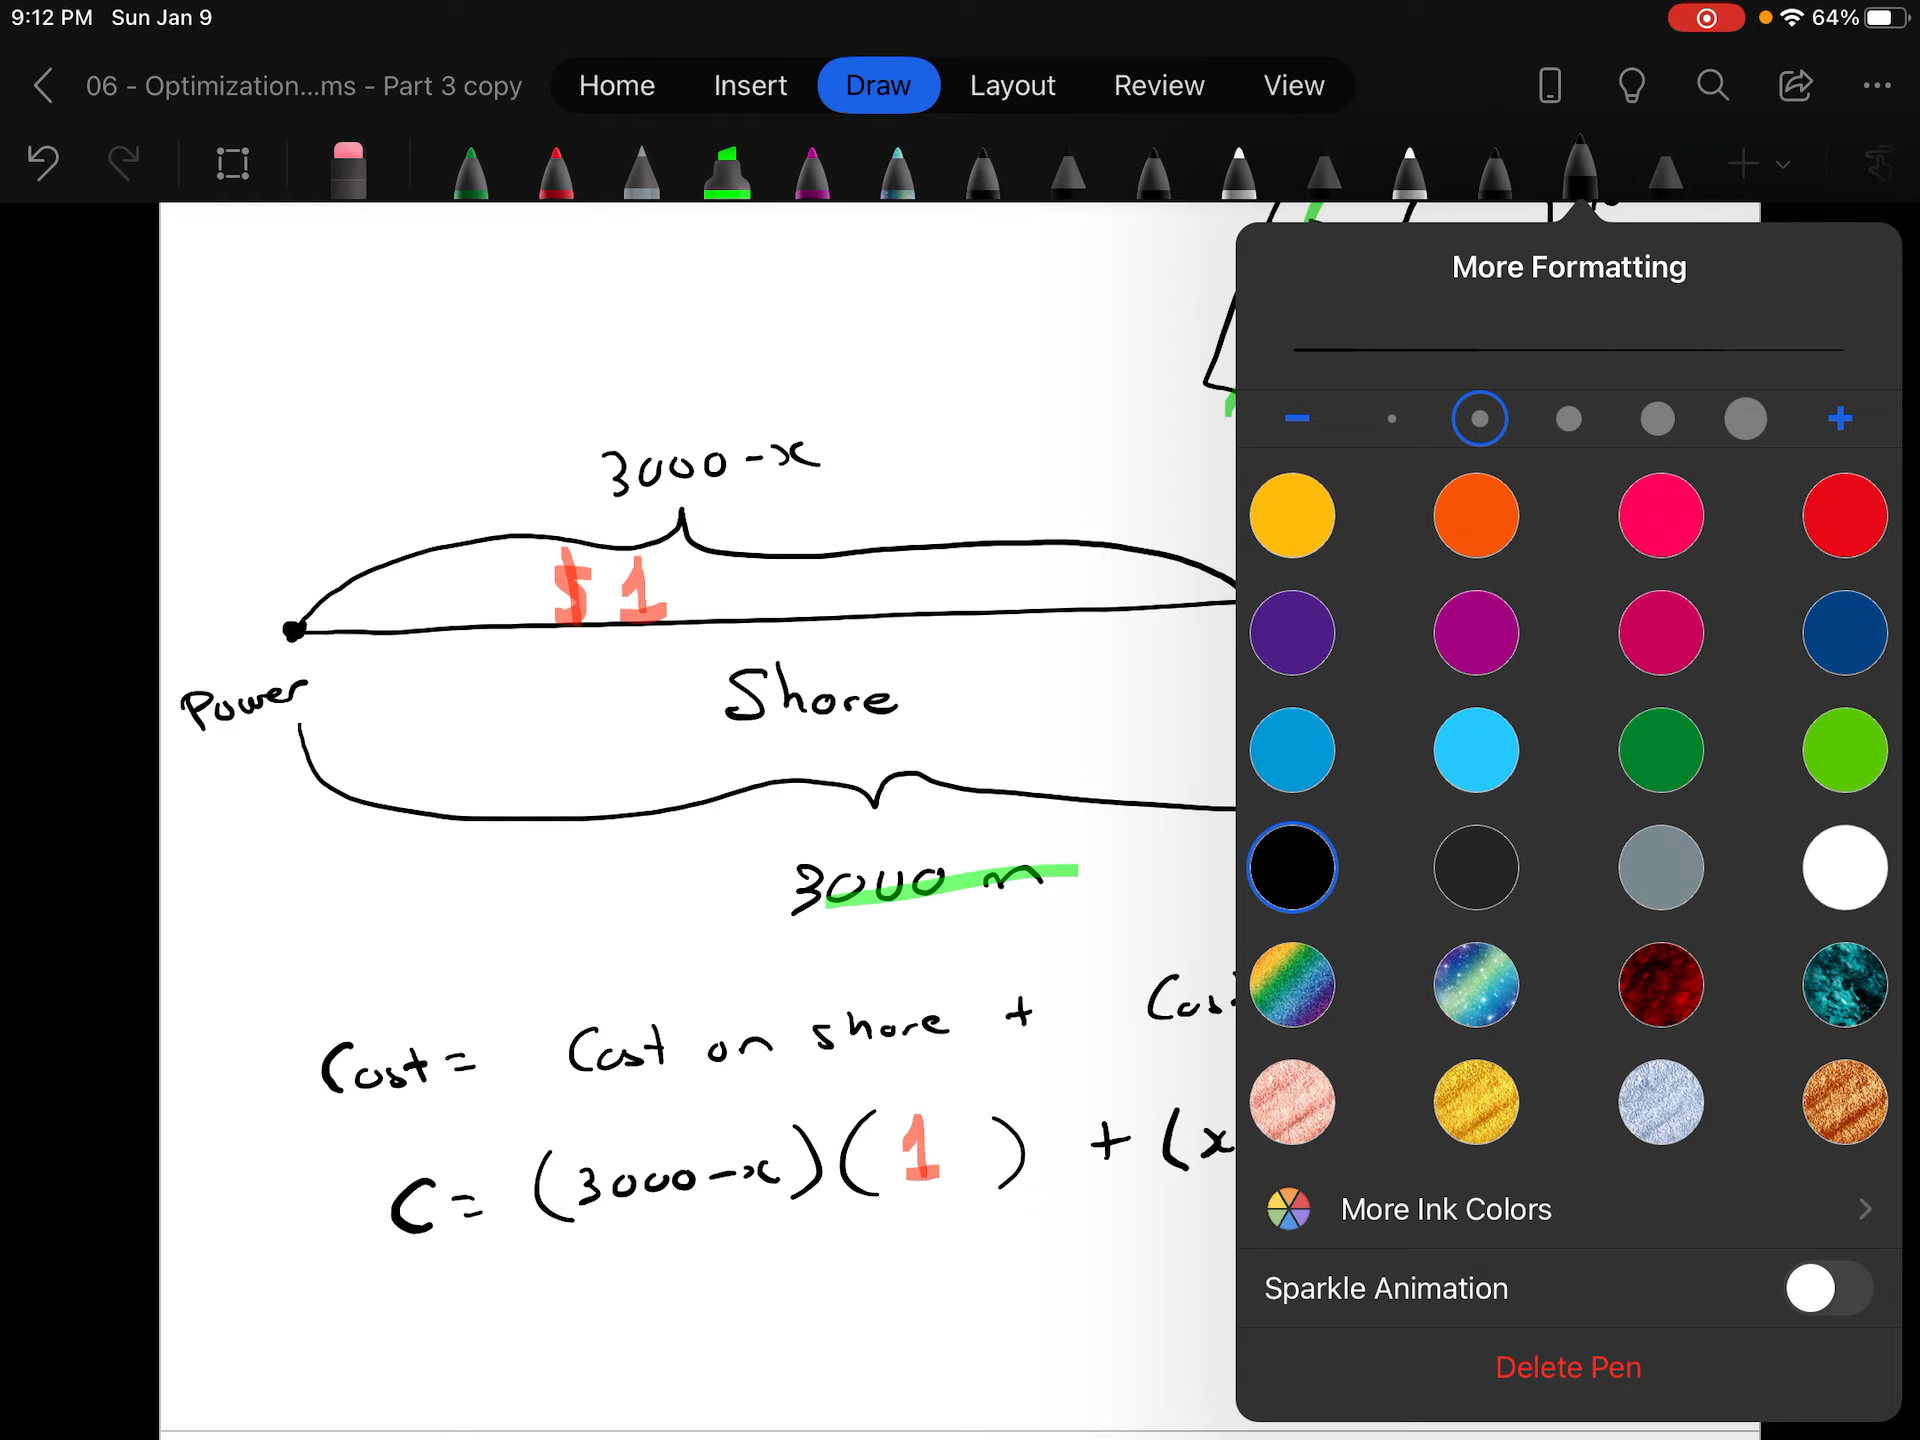 9:12 PM Sun Jan 9
64%
06 - Optimization...ms - Part 3 copy
Home Insert Draw Layout Review View
More Formatting
3000-x
$ 1
Power
Shore
3000 m
Cost = Cost on shore + Cos
C = (3000-x)(1) + (x
More Ink Colors
Sparkle Animation
Delete Pen